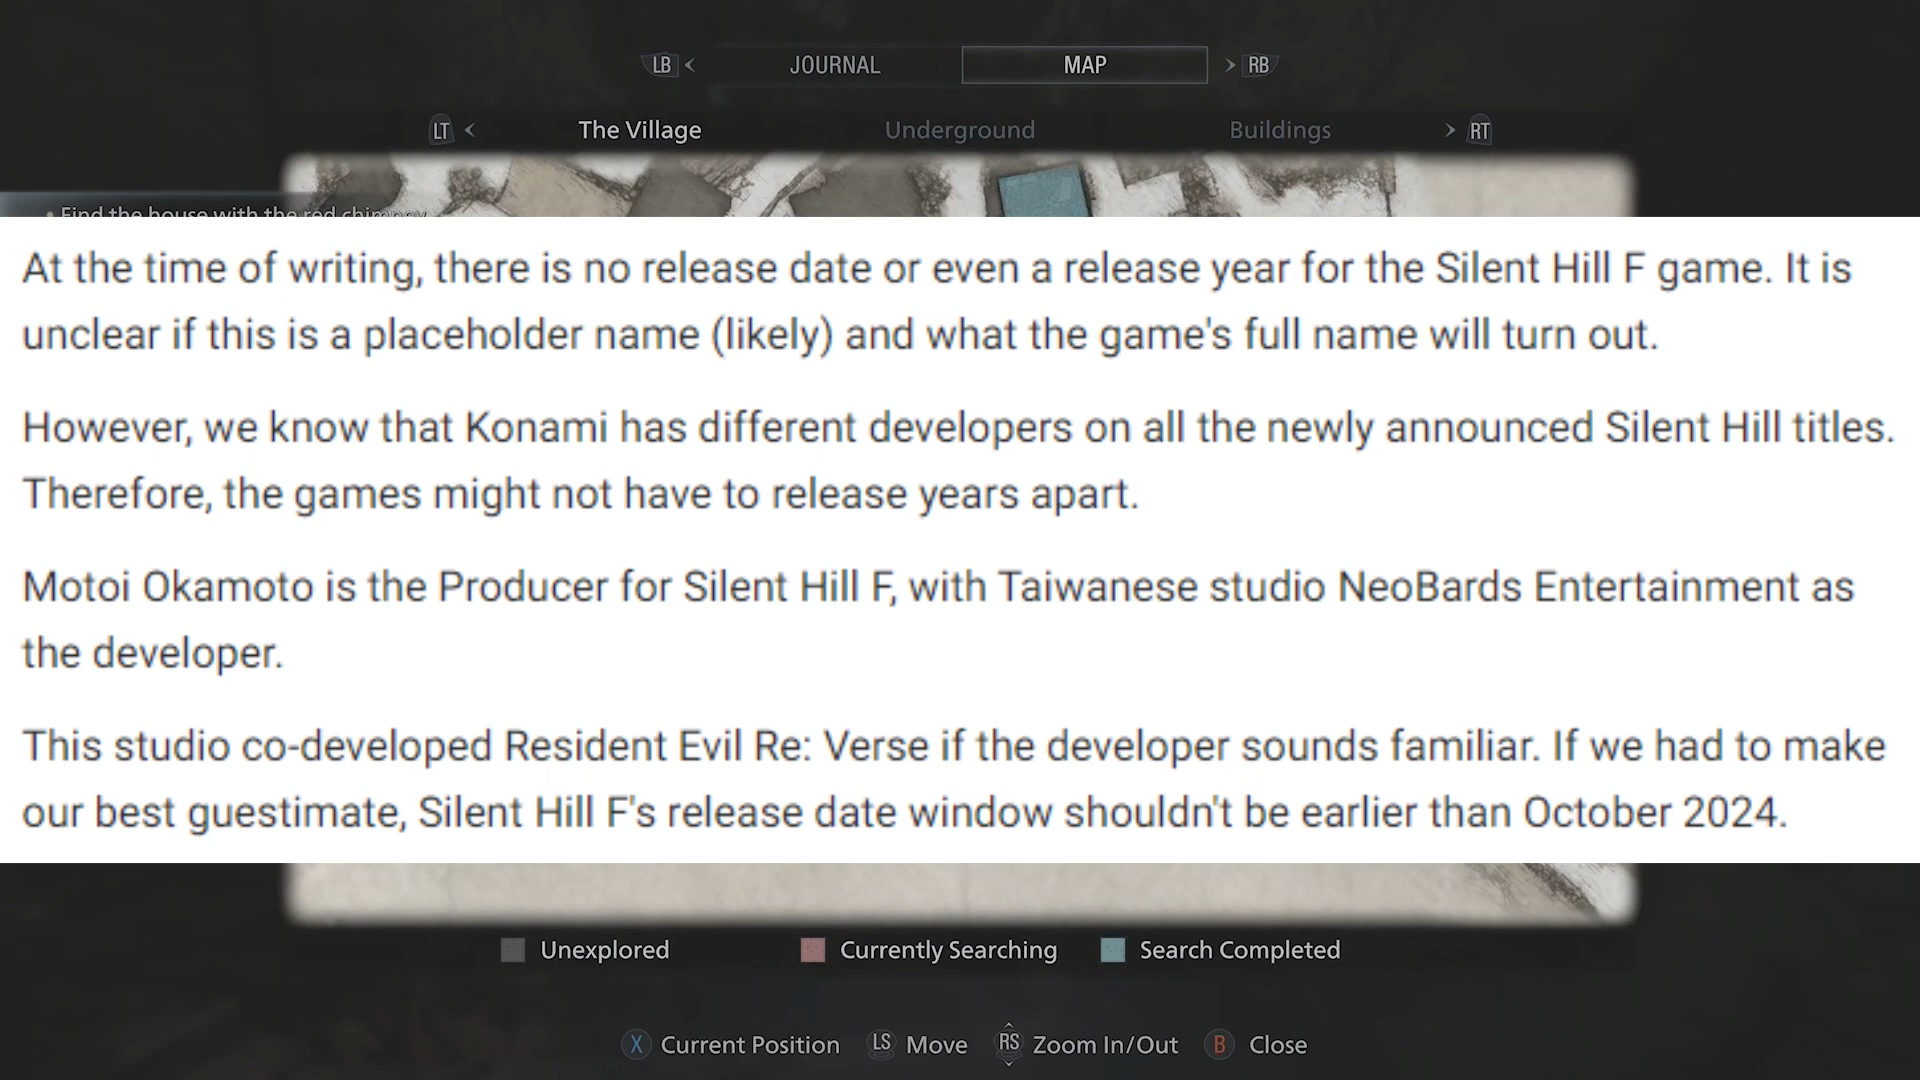 LB < JOURNAL MAP > RB
LT < The Village Underground Buildings > RT
• Find the house with the red chimney
At the time of writing, there is no release date or even a release year for the Silent Hill F game. It is
unclear if this is a placeholder name (likely) and what the game's full name will turn out.
However, we know that Konami has different developers on all the newly announced Silent Hill titles.
Therefore, the games might not have to release years apart.
Motoi Okamoto is the Producer for Silent Hill F, with Taiwanese studio NeoBards Entertainment as
the developer.
This studio co-developed Resident Evil Re: Verse if the developer sounds familiar. If we had to make
our best guestimate, Silent Hill F's release date window shouldn't be earlier than October 2024.
Unexplored Currently Searching Search Completed
X Current Position LS Move RS Zoom In/Out B Close